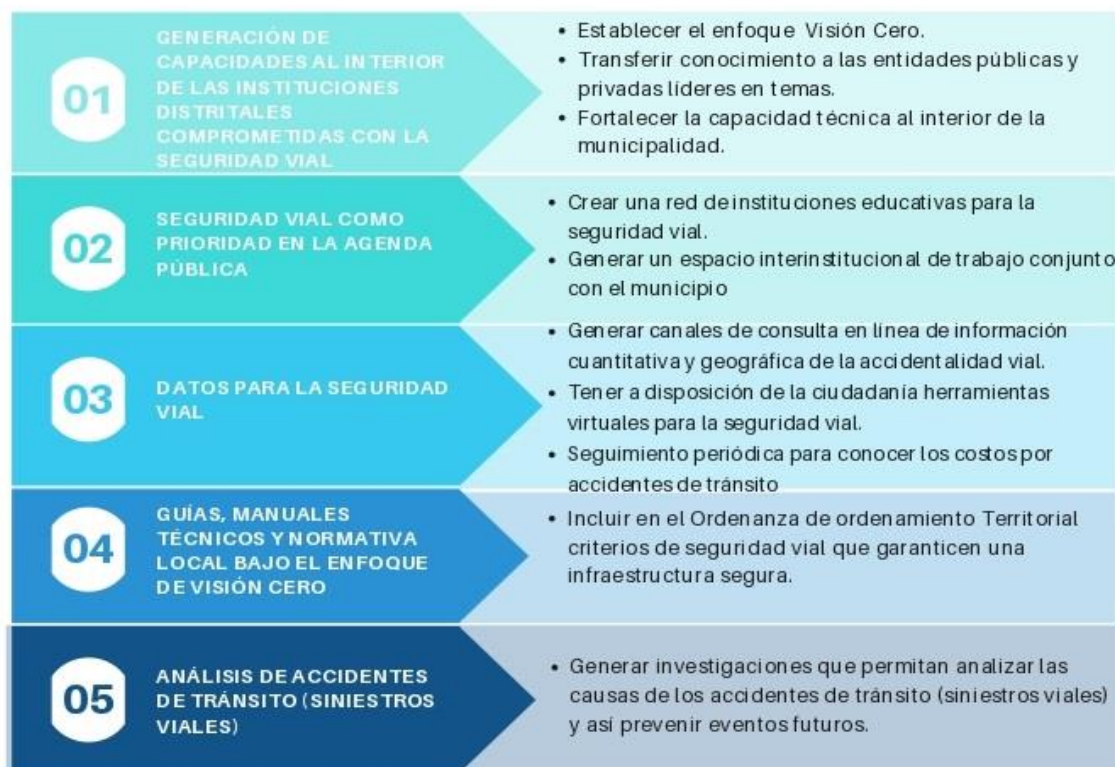 01
GENERACIÓN DE
CAPACIDADES AL INTERIOR
DE LAS INSTITUCIONES
DISTRITALES
COMPROMETIDAS CON LA
SEGURIDAD VIAL
• Establecer el enfoque Visión Cero.
• Transferir conocimiento a las entidades públicas y
privadas líderes en temas.
• Fortalecer la capacidad técnica al interior de la
municipalidad.
02
SEGURIDAD VIAL COMO
PRIORIDAD EN LA AGENDA
PÚBLICA
• Crear una red de instituciones educativas para la
seguridad vial.
• Generar un espacio interinstitucional de trabajo conjunto
con el municipio
03
DATOS PARA LA SEGURIDAD
VIAL
• Generar canales de consulta en línea de información
cuantitativa y geográfica de la accidentalidad vial.
• Tener a disposición de la ciudadanía herramientas
virtuales para la seguridad vial.
• Seguimiento periódica para conocer los costos por
accidentes de tránsito
04
GUÍAS, MANUALES
TÉCNICOS Y NORMATIVA
LOCAL BAJO EL ENFOQUE
DE VISIÓN CERO
• Incluir en el Ordenanza de ordenamiento Territorial
criterios de seguridad vial que garanticen una
infraestructura segura.
05
ANÁLISIS DE ACCIDENTES
DE TRÁNSITO (SINIESTROS
VIALES)
• Generar investigaciones que permitan analizar las
causas de los accidentes de tránsito (siniestros viales)
y así prevenir eventos futuros.